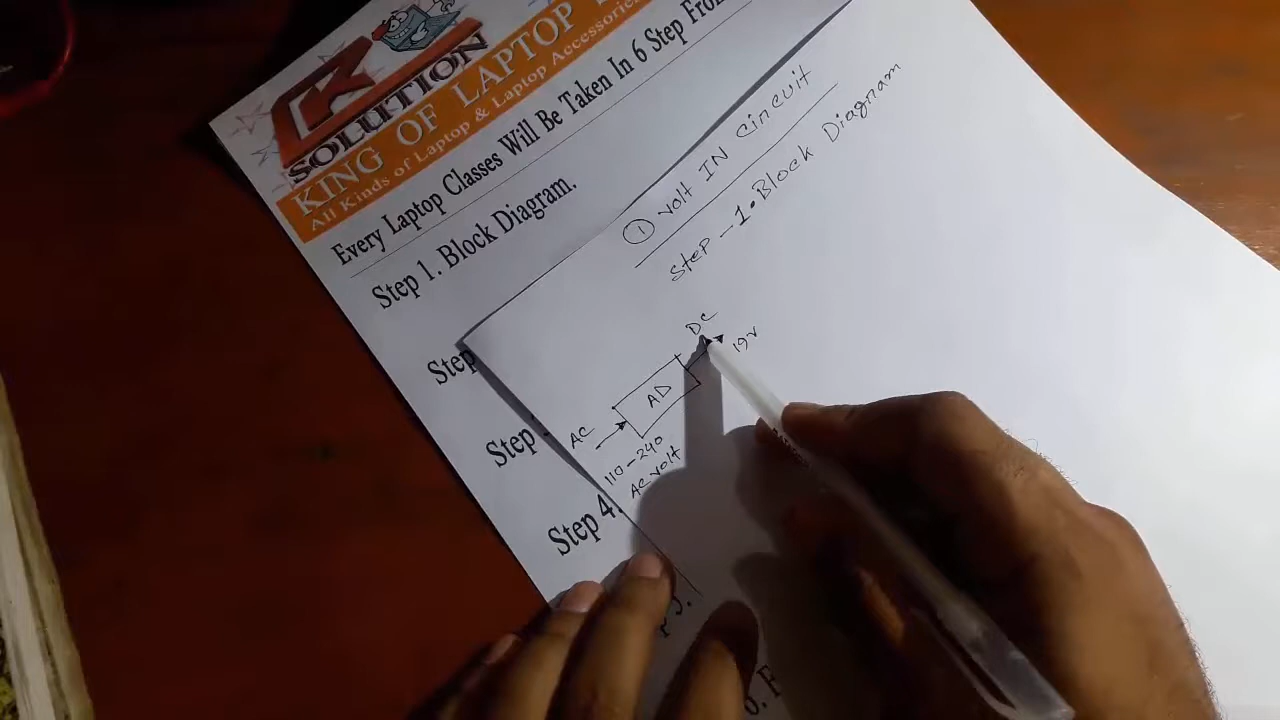 CR
SOLUTION
KING OF LAPTOP
All Kinds of Laptop & Laptop Accessories
Every Laptop Classes Will Be Taken In 6 Step From
Step 1. Block Diagram.
Step
Step
Step 4.
① volt IN circuit
Step - 1. Block Diagram
DC
19v
AD
AC
110-240
AC volt